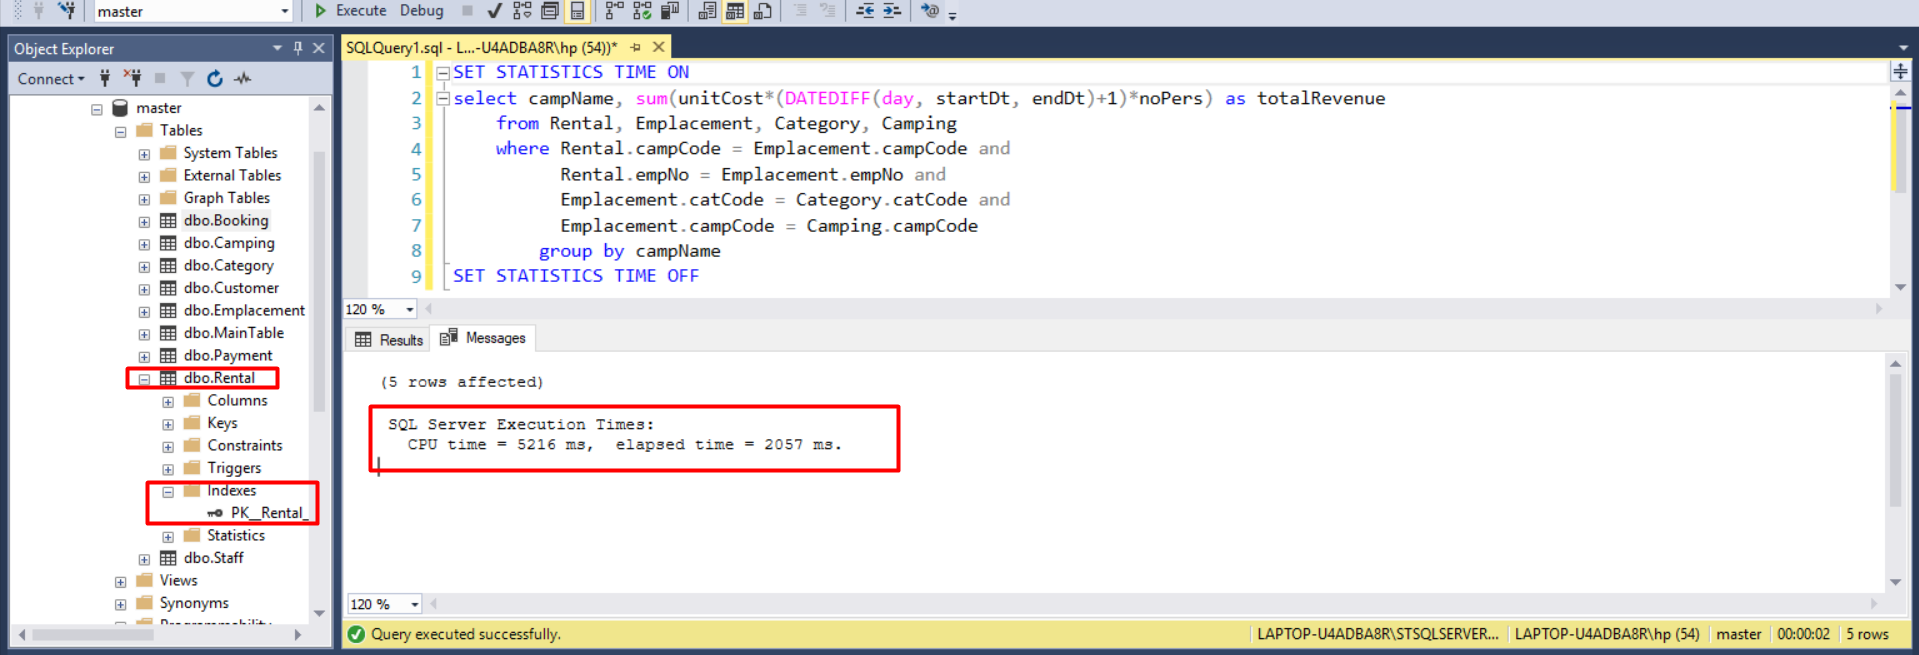 master
Execute
Debug
Object Explorer
Connect
master
Tables
System Tables
External Tables
Graph Tables
dbo.Booking
dbo.Camping
dbo.Category
dbo.Customer
dbo.Emplacement
dbo.MainTable
dbo.Payment
dbo.Rental
Columns
Keys
Constraints
Triggers
Indexes
PK__Rental_
Statistics
dbo.Staff
Views
Synonyms
Programmability
SQLQuery1.sql - L...-U4ADBA8R\hp (54))*
1 SET STATISTICS TIME ON
2 select campName, sum(unitCost*(DATEDIFF(day, startDt, endDt)+1)*noPers) as totalRevenue
3 from Rental, Emplacement, Category, Camping
4 where Rental.campCode = Emplacement.campCode and
5 Rental.empNo = Emplacement.empNo and
6 Emplacement.catCode = Category.catCode and
7 Emplacement.campCode = Camping.campCode
8 group by campName
9 SET STATISTICS TIME OFF
120 %
Results Messages
(5 rows affected)
SQL Server Execution Times:
CPU time = 5216 ms,  elapsed time = 2057 ms.
120 %
Query executed successfully.
LAPTOP-U4ADBA8R\STSQLSERVER... LAPTOP-U4ADBA8R\hp (54) master 00:00:02 5 rows